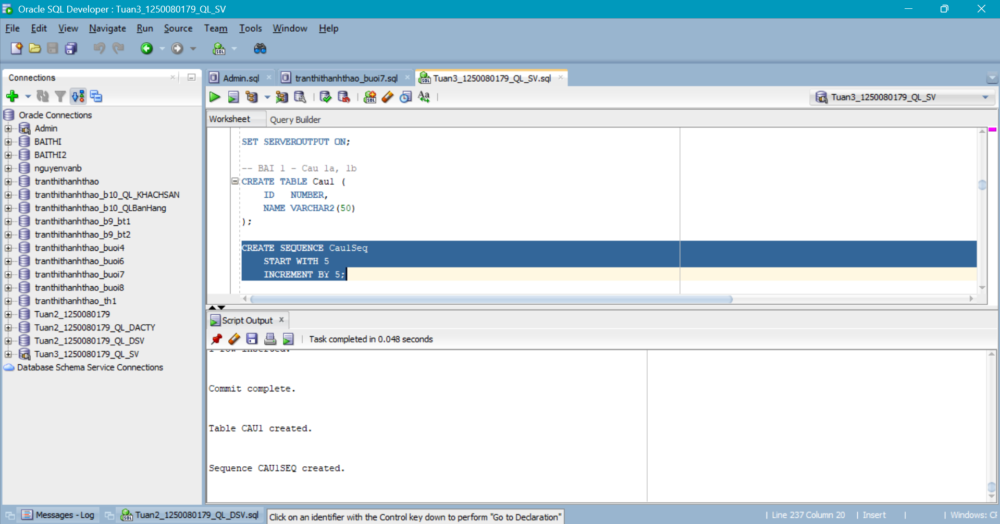 Oracle SQL Developer : Tuan3_1250080179_QL_SV
File Edit View Navigate Run Source Team Tools Window Help
Connections
Oracle Connections
Admin
BAITHI
BAITHI2
nguyenvanb
tranthithanhthao
tranthithanhthao_b10_QL_KHACHSAN
tranthithanhthao_b10_QLBanHang
tranthithanhthao_b9_bt1
tranthithanhthao_b9_bt2
tranthithanhthao_buoi4
tranthithanhthao_buoi6
tranthithanhthao_buoi7
tranthithanhthao_buoi8
tranthithanhthao_th1
Tuan2_1250080179
Tuan2_1250080179_QL_DACTY
Tuan2_1250080179_QL_DSV
Tuan3_1250080179_QL_SV
Database Schema Service Connections
Admin.sql
tranthithanhthao_buoi7.sql
Tuan3_1250080179_QL_SV.sql
Tuan3_1250080179_QL_SV
Worksheet Query Builder
SET SERVEROUTPUT ON;
-- BAI 1 - Cau 1a, 1b
CREATE TABLE Cau1 (
ID NUMBER,
NAME VARCHAR2(50)
);
CREATE SEQUENCE Cau1Seq
START WITH 5
INCREMENT BY 5;
Script Output
Task completed in 0.048 seconds
1 row inserted.
Commit complete.
Table CAU1 created.
Sequence CAU1SEQ created.
Messages - Log
Tuan2_1250080179_QL_DSV.sql
Click on an identifier with the Control key down to perform "Go to Declaration"
Line 237 Column 20
Insert
Windows: